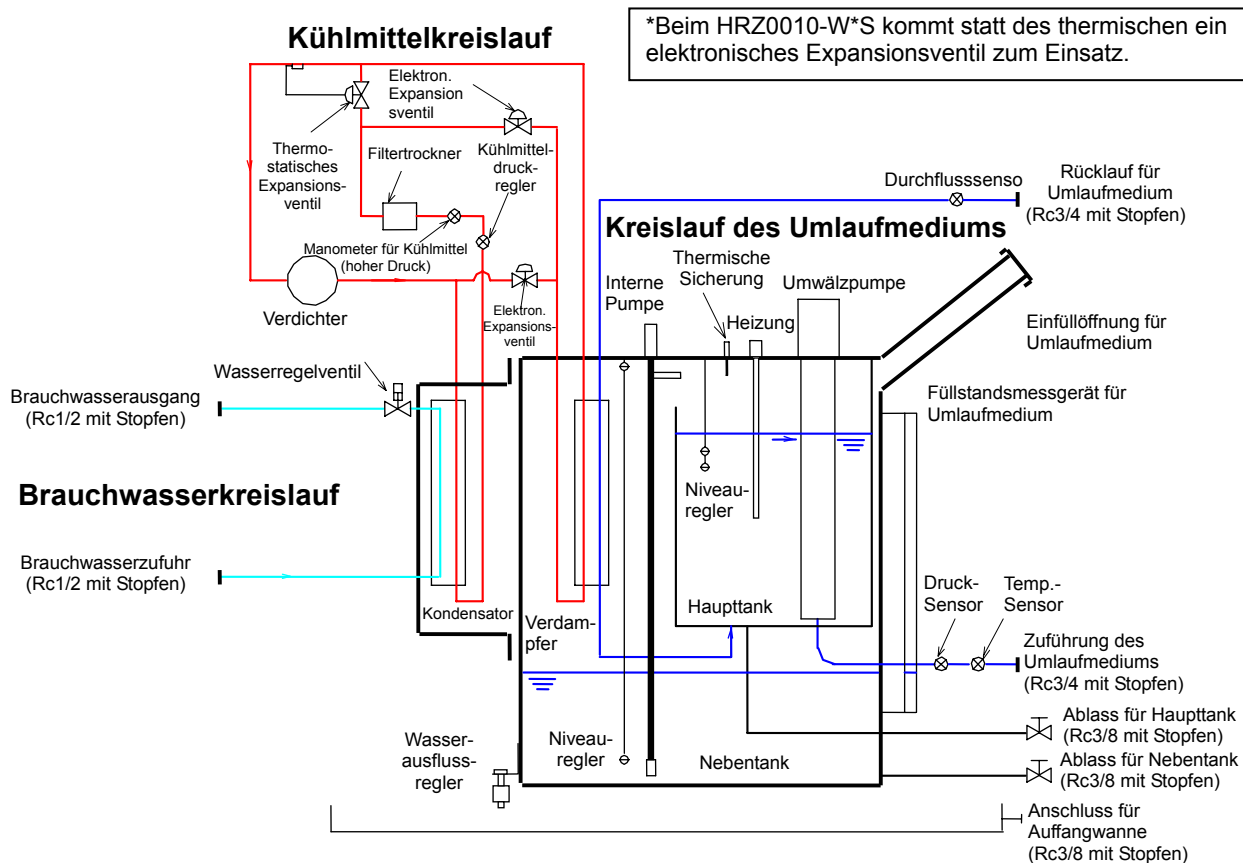 Kühlmittelkreislauf
*Beim HRZ0010-W*S kommt statt des thermischen ein
elektronisches Expansionsventil zum Einsatz.
Elektron.
Expansion
sventil
Thermo-
statisches
Expansions-
ventil
Filtertrockner
Kühlmittel-
druck-
regler
Manometer für Kühlmittel
(hoher Druck)
Verdichter
Elektron.
Expansions-
ventil
Durchflusssenso
Rücklauf für
Umlaufmedium
(Rc3/4 mit Stopfen)
Kreislauf des Umlaufmediums
Interne
Pumpe
Thermische
Sicherung
Heizung
Umwälzpumpe
Einfüllöffnung für
Umlaufmedium
Füllstandsmessgerät für
Umlaufmedium
Wasserregelventil
Brauchwasserausgang
(Rc1/2 mit Stopfen)
Brauchwasserkreislauf
Brauchwasserzufuhr
(Rc1/2 mit Stopfen)
Kondensator
Verdam-
pfer
Niveau-
regler
Haupttank
Druck-
Sensor
Temp.-
Sensor
Zuführung des
Umlaufmediums
(Rc3/4 mit Stopfen)
Wasser-
ausfluss-
regler
Niveau-
regler
Nebentank
Ablass für Haupttank
(Rc3/8 mit Stopfen)
Ablass für Nebentank
(Rc3/8 mit Stopfen)
Anschluss für
Auffangwanne
(Rc3/8 mit Stopfen)